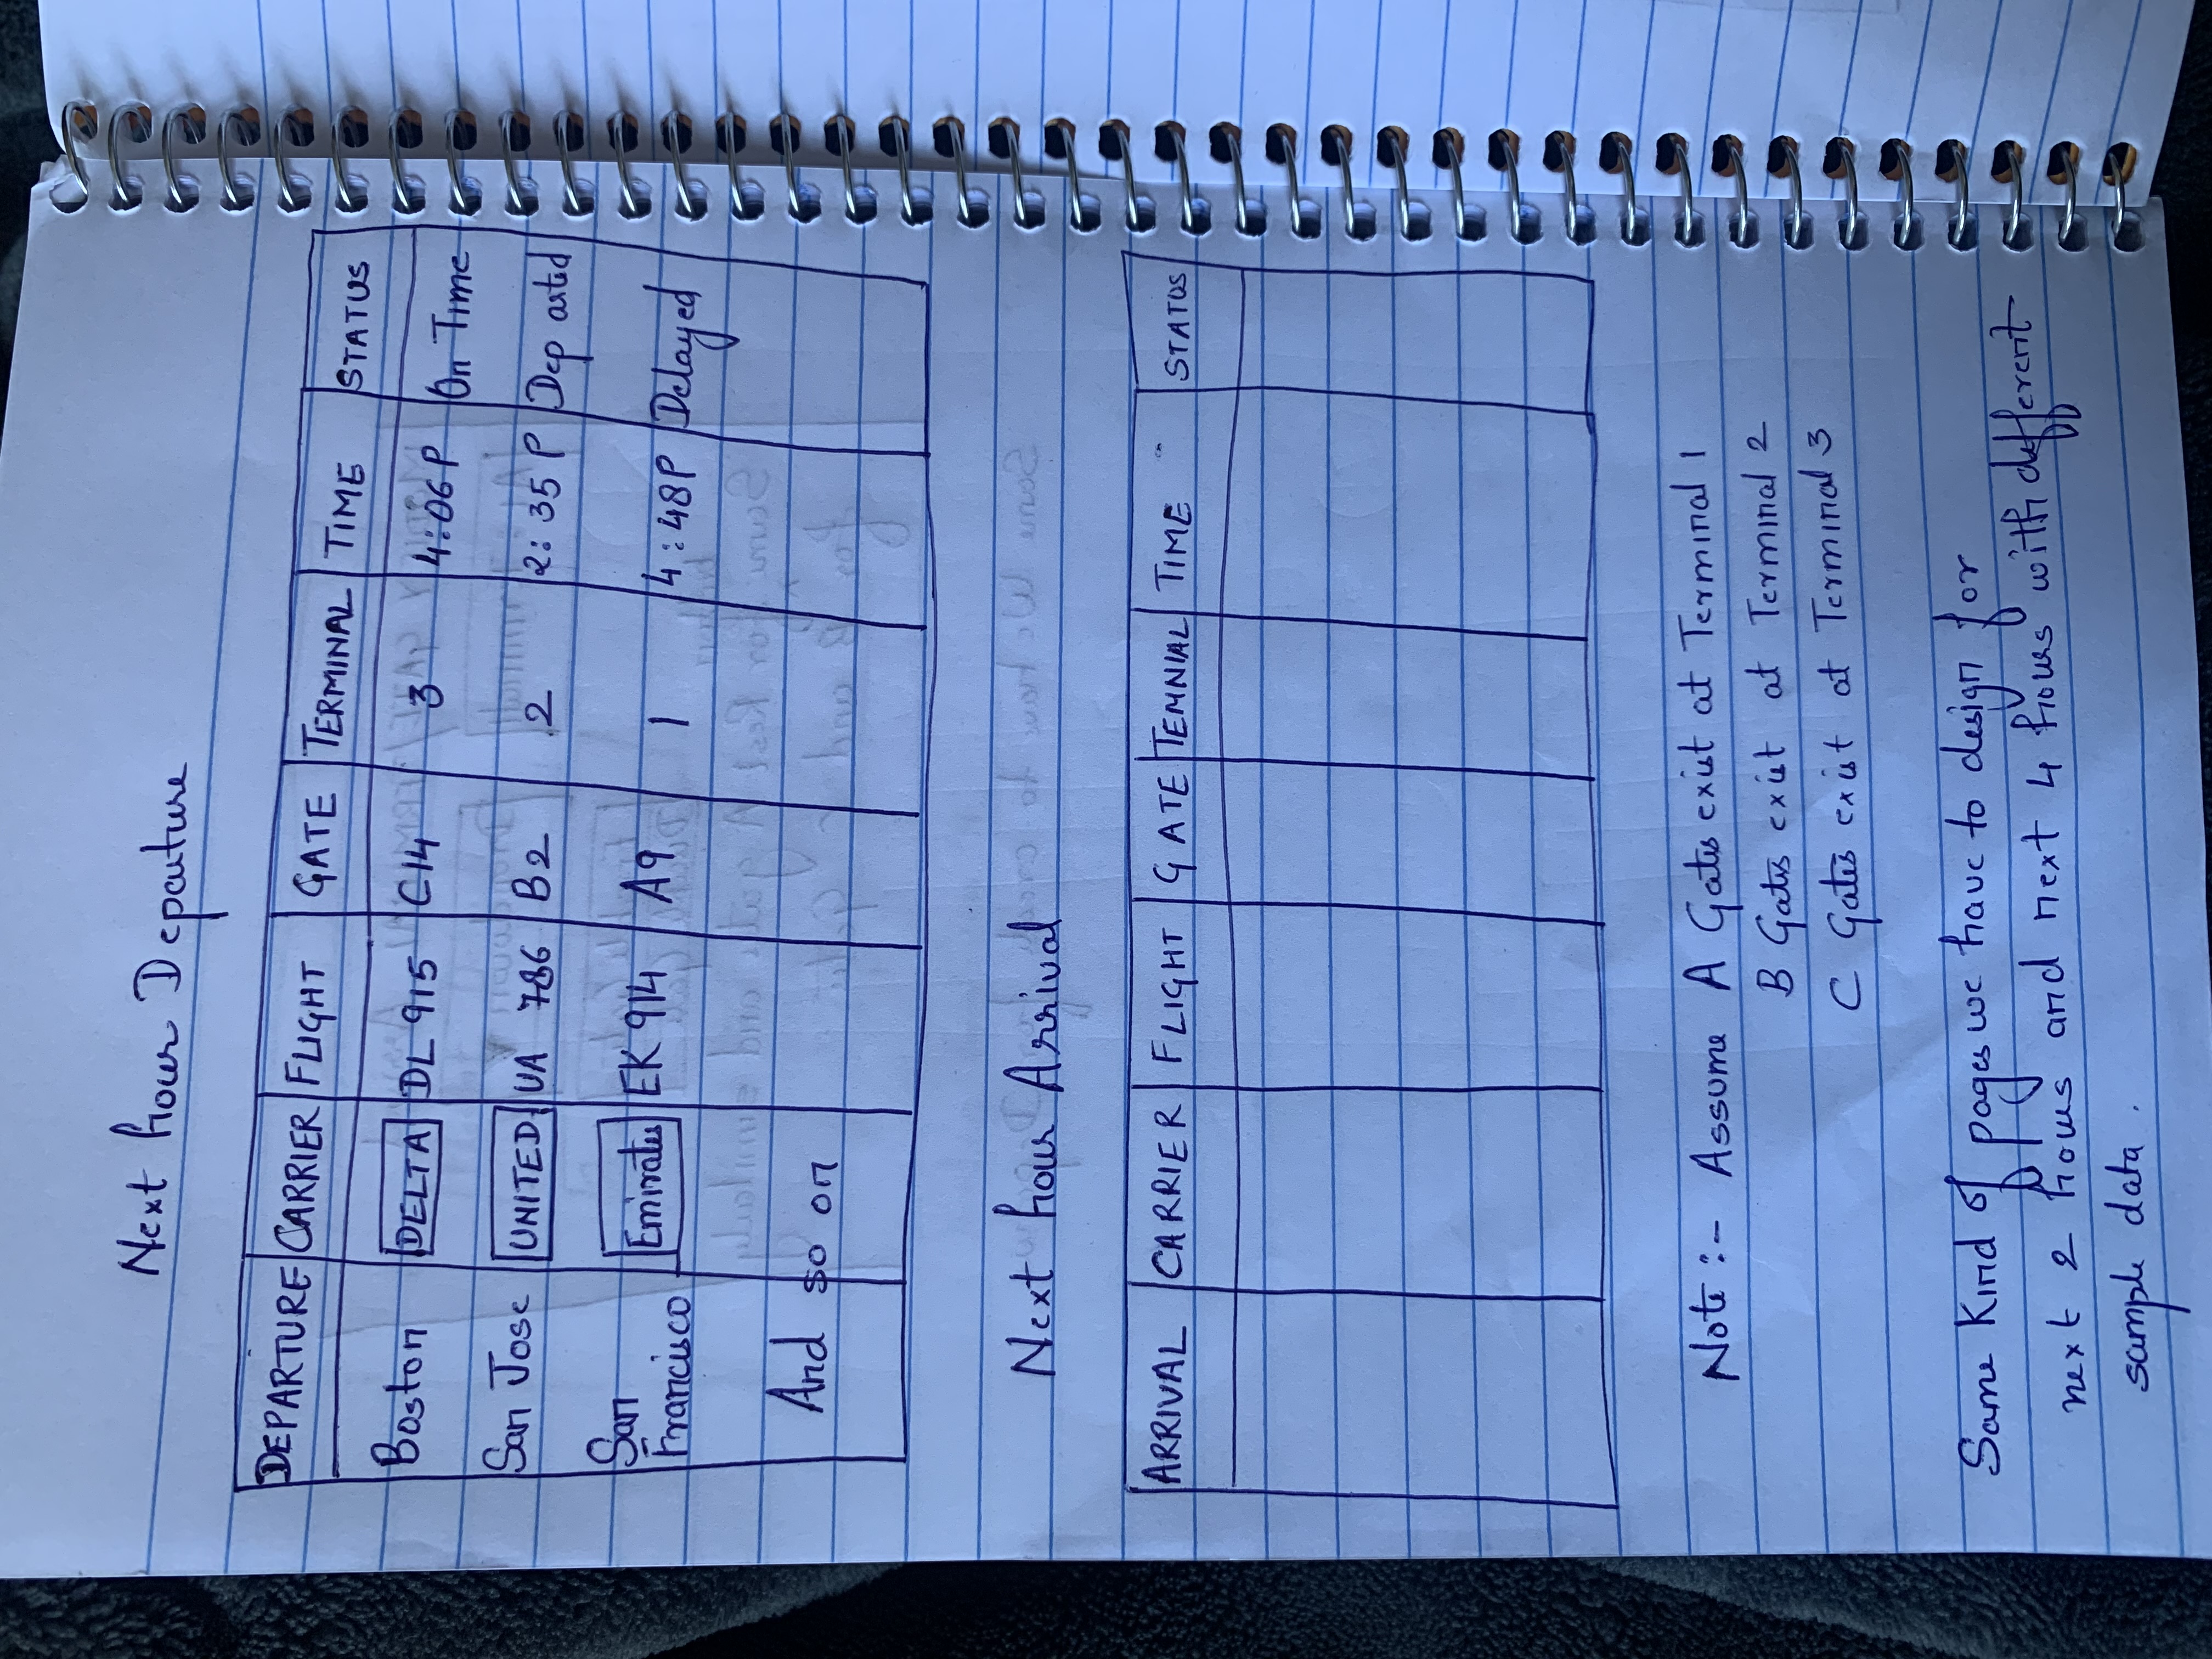 Next hour Departure
DEPARTURE CARRIER FLIGHT GATE TERMINAL TIME STATUS
Boston DELTA DL 915 C14 3 4:06 P On Time
San Jose UNITED UA 786 B2 2 2:35 P Departed
San Francisco Emirates EK 914 A9 1 4:48P Delayed
And so on
Next hour Arrival
ARRIVAL CARRIER FLIGHT GATE TEMNIAL TIME STATUS
Note :- Assume A Gates exist at Terminal 1
B Gates exist at Terminal 2
C Gates exist at Terminal 3
Same Kind of pages we have to design for
next 2 hours and next 4 hours with different
sample data .